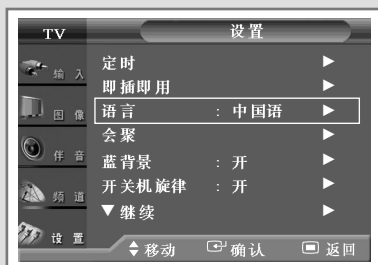 TV 设置
输入
图像
伴音
频道
设置
定时 ▶
即插即用 ▶
语言 : 中国语 ▶
会聚 ▶
蓝背景 : 开 ▶
开关机旋律 : 开 ▶
▼继续 ▶
移动 确认 返回